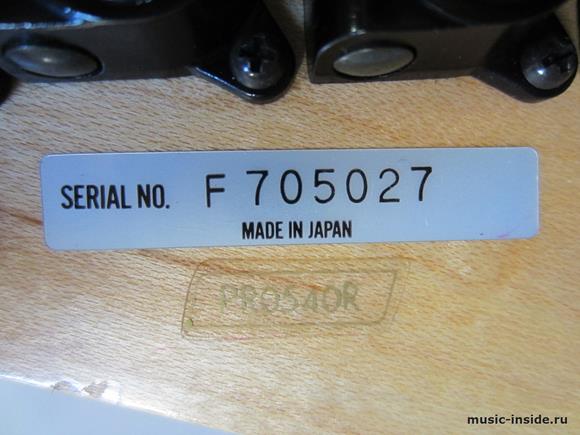 SERIAL NO. F 705027
MADE IN JAPAN
PRO540R
music-inside.ru